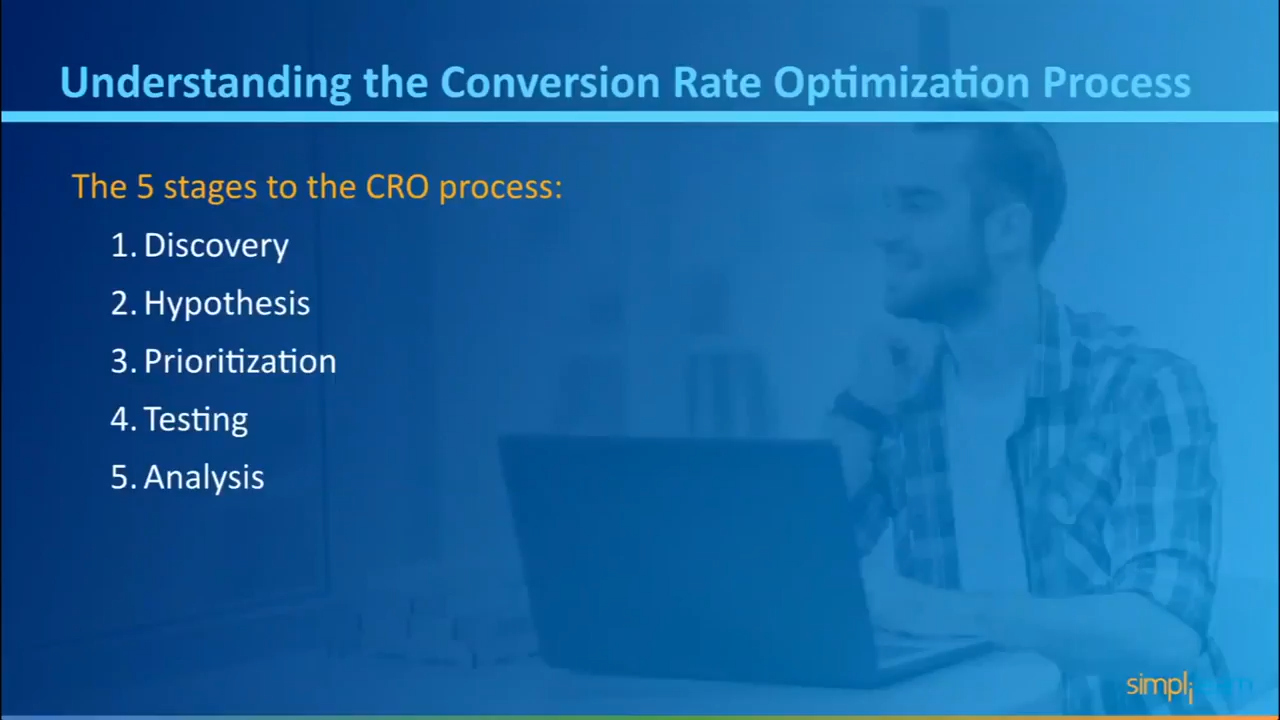 Understanding the Conversion Rate Optimization Process
The 5 stages to the CRO process:
1. Discovery
2. Hypothesis
3. Prioritization
4. Testing
5. Analysis
simplilearn